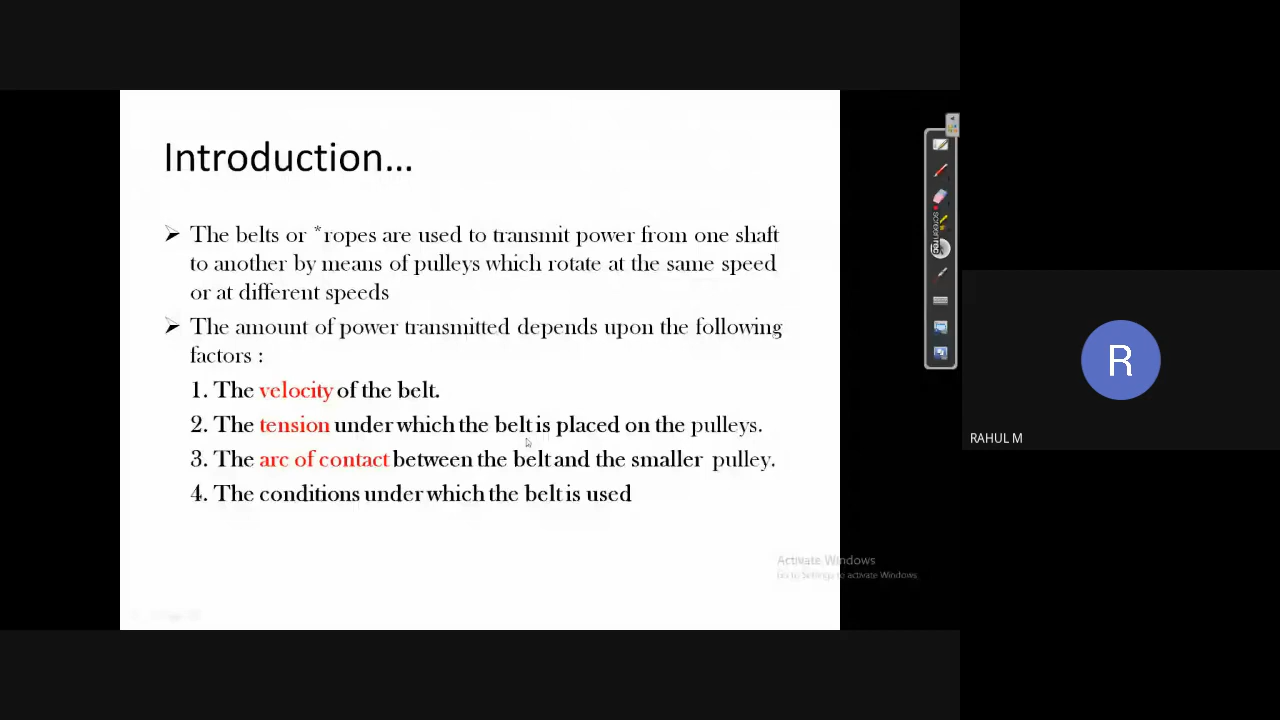 Introduction...
➢ The belts or *ropes are used to transmit power from one shaft
to another by means of pulleys which rotate at the same speed
or at different speeds
➢ The amount of power transmitted depends upon the following
factors :
1. The velocity of the belt.
2. The tension under which the belt is placed on the pulleys.
3. The arc of contact between the belt and the smaller pulley.
4. The conditions under which the belt is used
Activate Windows
Go to Settings to activate Windows.
R
RAHUL M